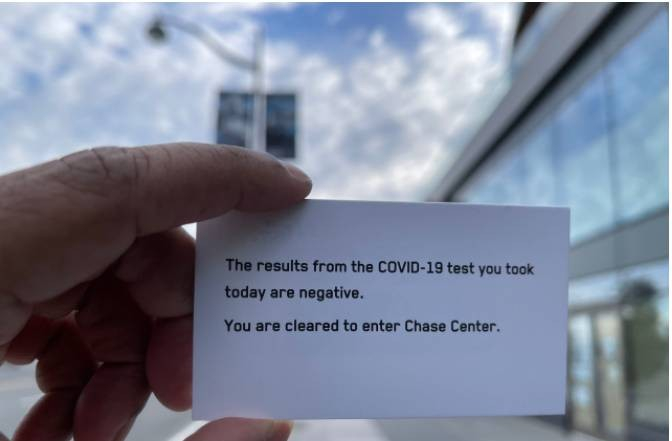 The results from the COVID-19 test you took
today are negative.
You are cleared to enter Chase Center.